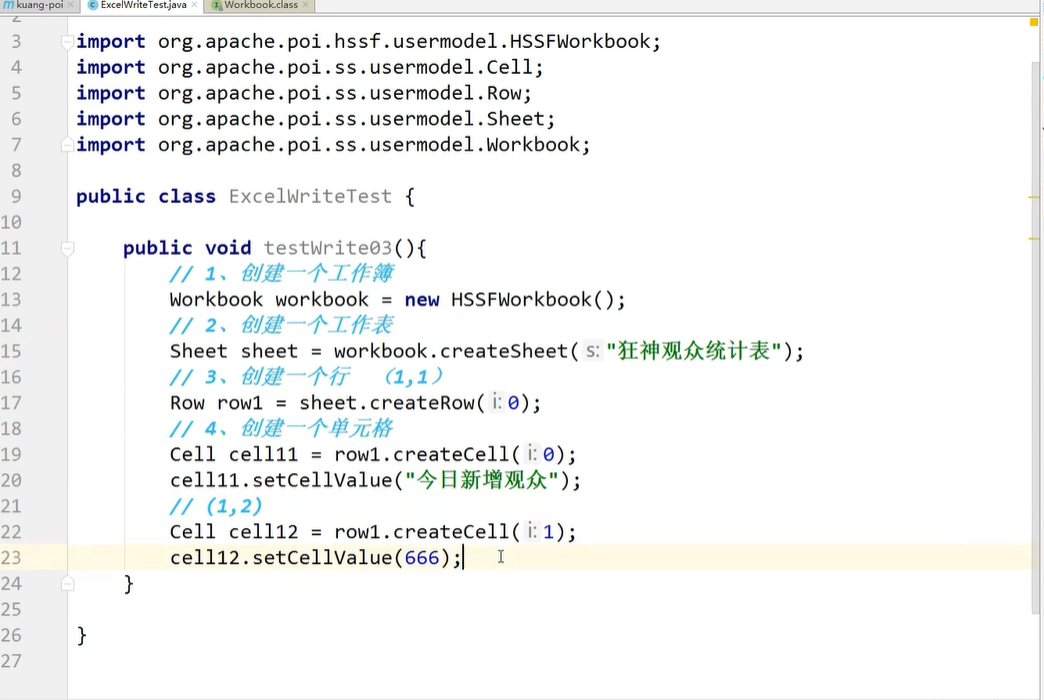 kuang-poi ExcelWriteTest.java Workbook.class
2
3 import org.apache.poi.hssf.usermodel.HSSFWorkbook;
4 import org.apache.poi.ss.usermodel.Cell;
5 import org.apache.poi.ss.usermodel.Row;
6 import org.apache.poi.ss.usermodel.Sheet;
7 import org.apache.poi.ss.usermodel.Workbook;
8
9 public class ExcelWriteTest {
10
11 public void testWrite03(){
12 // 1、创建一个工作簿
13 Workbook workbook = new HSSFWorkbook();
14 // 2、创建一个工作表
15 Sheet sheet = workbook.createSheet( s: "狂神观众统计表");
16 // 3、创建一个行 （1,1）
17 Row row1 = sheet.createRow( i: 0);
18 // 4、创建一个单元格
19 Cell cell11 = row1.createCell( i: 0);
20 cell11.setCellValue("今日新增观众");
21 // (1,2)
22 Cell cell12 = row1.createCell( i: 1);
23 cell12.setCellValue(666);
24 }
25
26 }
27